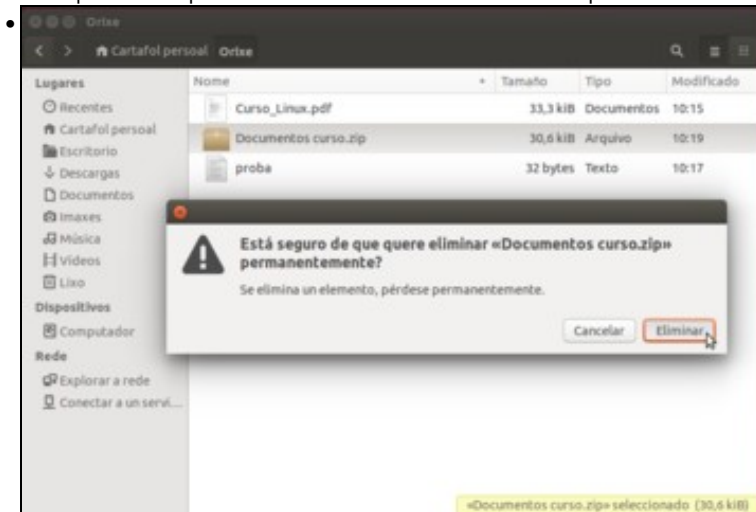 Orixe
Cartafol persoal Orixe
Lugares
Recentes
Cartafol persoal
Escritorio
Descargas
Documentos
Imaxes
Música
Vídeos
Lixo
Dispositivos
Computador
Rede
Explorar a rede
Conectar a un servi...
Nome Tamaño Tipo Modificado
Curso_Linux.pdf 33,3 kiB Documentos 10:15
Documentos curso.zip 30,6 kiB Arquivo 10:19
proba 32 bytes Texto 10:17
Está seguro de que quere eliminar «Documentos curso.zip»
permanentemente?
Se elimina un elemento, pérdese permanentemente.
Cancelar Eliminar
«Documentos curso.zip» seleccionado (30,6 kiB)